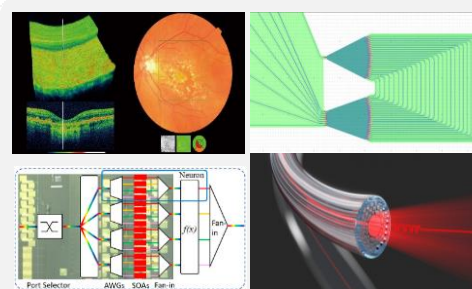 Neuron
f(x)
Fan-
in
Port Selector
AWGs
SOAs
Fan-in